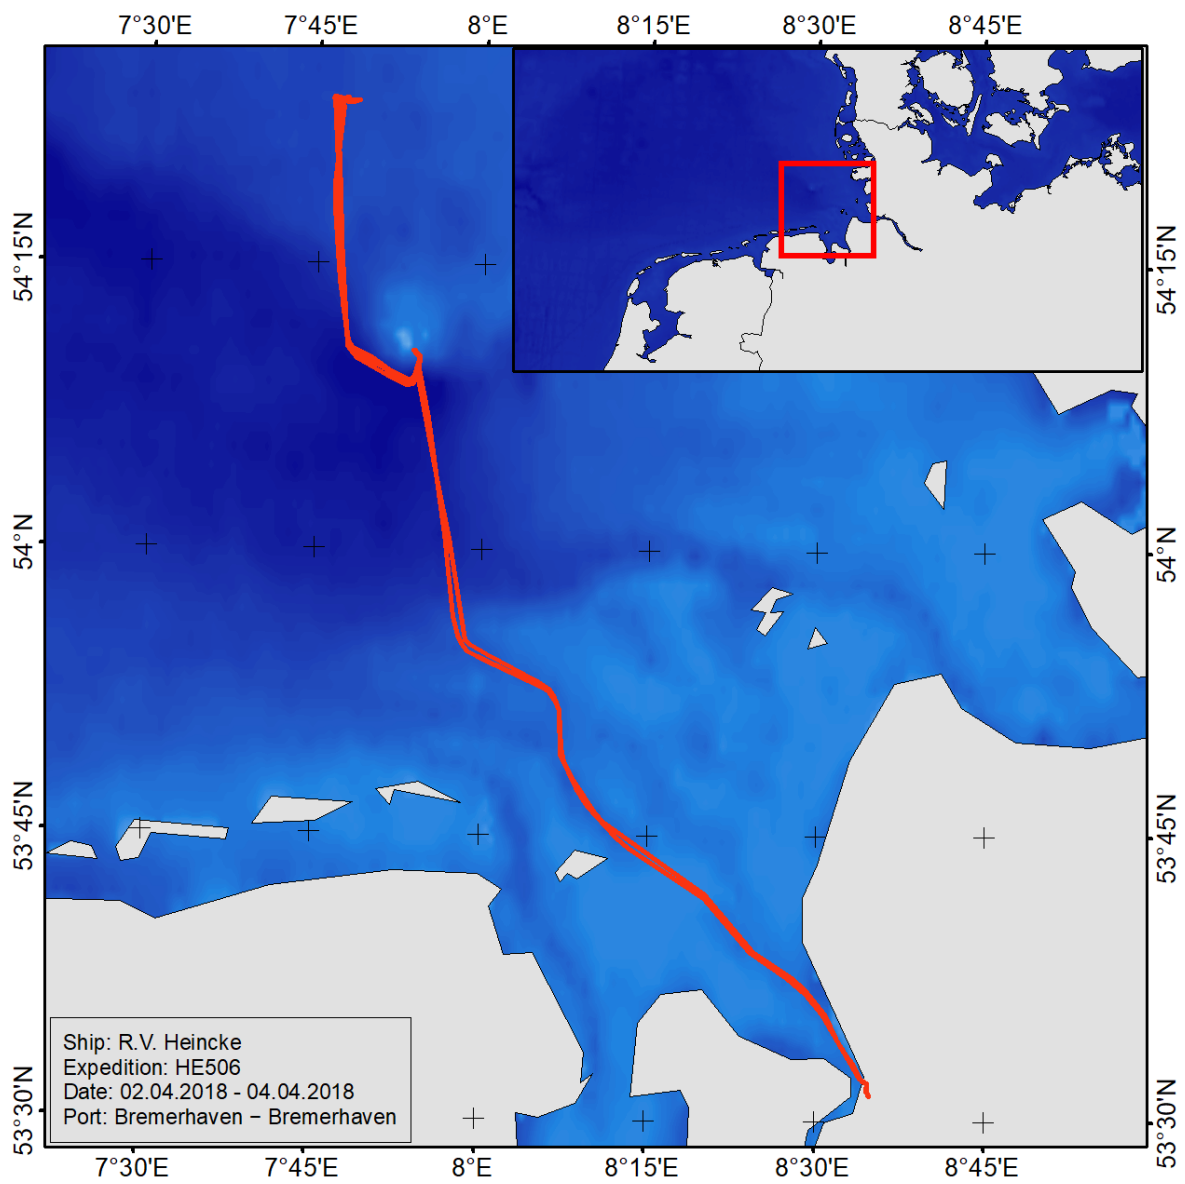 7°30'E 7°45'E 8°E 8°15'E 8°30'E 8°45'E
54°15'N 54°15'N
54°N 54°N
53°45'N 53°45'N
53°30'N 53°30'N
Ship: R.V. Heincke
Expedition: HE506
Date: 02.04.2018 - 04.04.2018
Port: Bremerhaven − Bremerhaven
7°30'E 7°45'E 8°E 8°15'E 8°30'E 8°45'E